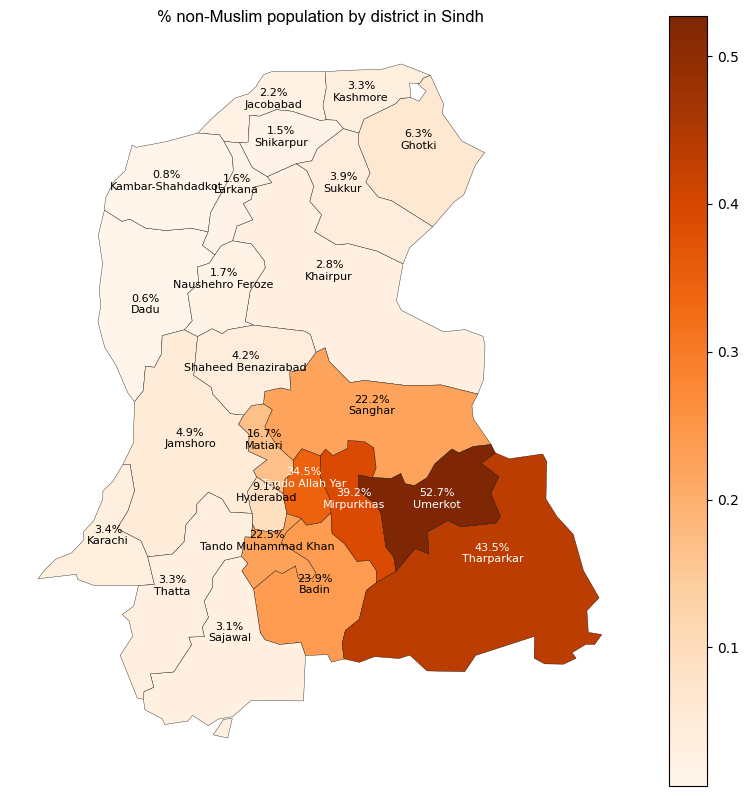 % non-Muslim population by district in Sindh
2.2%
Jacobabad
3.3%
Kashmore
1.5%
Shikarpur
6.3%
Ghotki
0.8%
Kambar-Shahdadkot
1.6%
Larkana
3.9%
Sukkur
1.7%
Naushehro Feroze
2.8%
Khairpur
0.6%
Dadu
4.2%
Shaheed Benazirabad
22.2%
Sanghar
4.9%
Jamshoro
16.7%
Matiari
34.5%
Tando Allah Yar
9.1%
Hyderabad
39.2%
Mirpurkhas
52.7%
Umerkot
3.4%
Karachi
22.5%
Tando Muhammad Khan
43.5%
Tharparkar
3.3%
Thatta
23.9%
Badin
3.1%
Sajawal
0.5
0.4
0.3
0.2
0.1